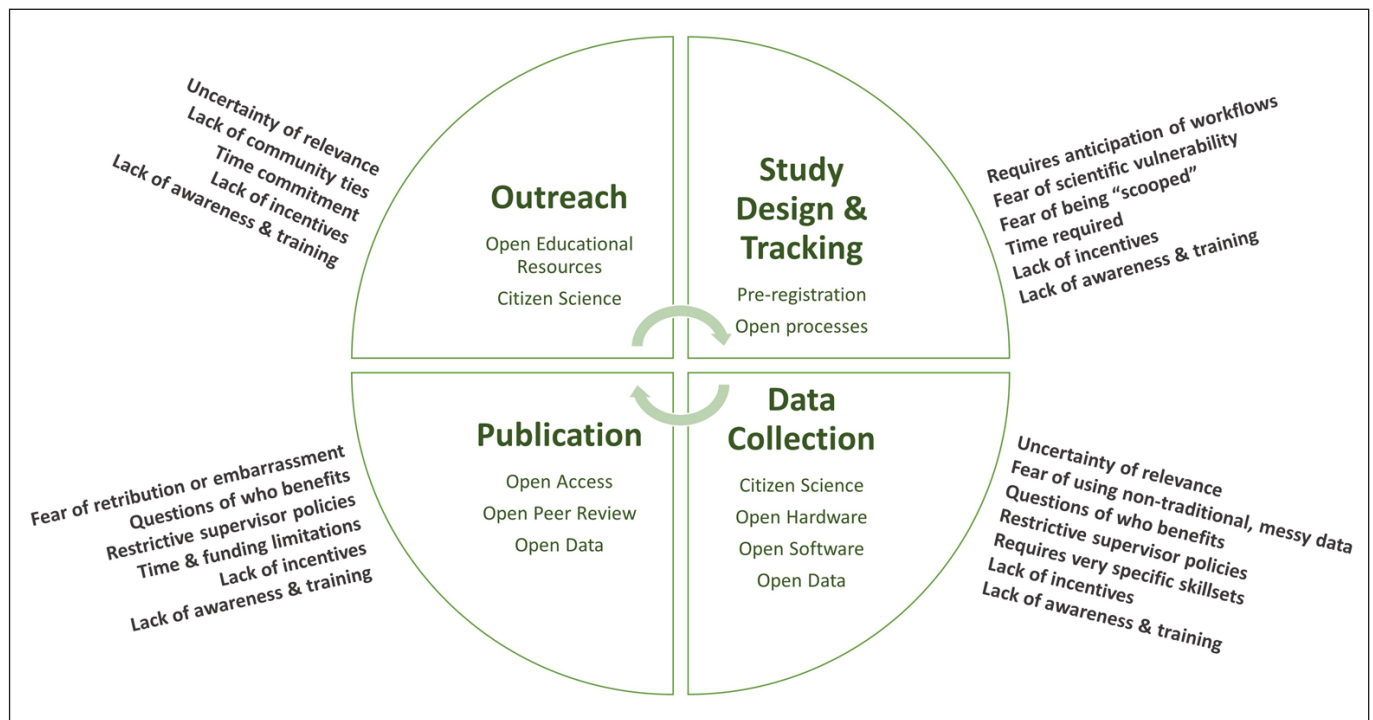 Uncertainty of relevance
Lack of community ties
Time commitment
Lack of incentives
Lack of awareness & training
Outreach
Open Educational
Resources
Citizen Science
Study
Design &
Tracking
Pre-registration
Open processes
Requires anticipation of workflows
Fear of scientific vulnerability
Fear of being “scooped”
Time required
Lack of incentives
Lack of awareness & training
Fear of retribution or embarrassment
Questions of who benefits
Restrictive supervisor policies
Time & funding limitations
Lack of incentives
Lack of awareness & training
Publication
Open Access
Open Peer Review
Open Data
Data
Collection
Citizen Science
Open Hardware
Open Software
Open Data
Uncertainty of relevance
Fear of using non-traditional, messy data
Questions of who benefits
Restrictive supervisor policies
Requires very specific skillsets
Lack of incentives
Lack of awareness & training